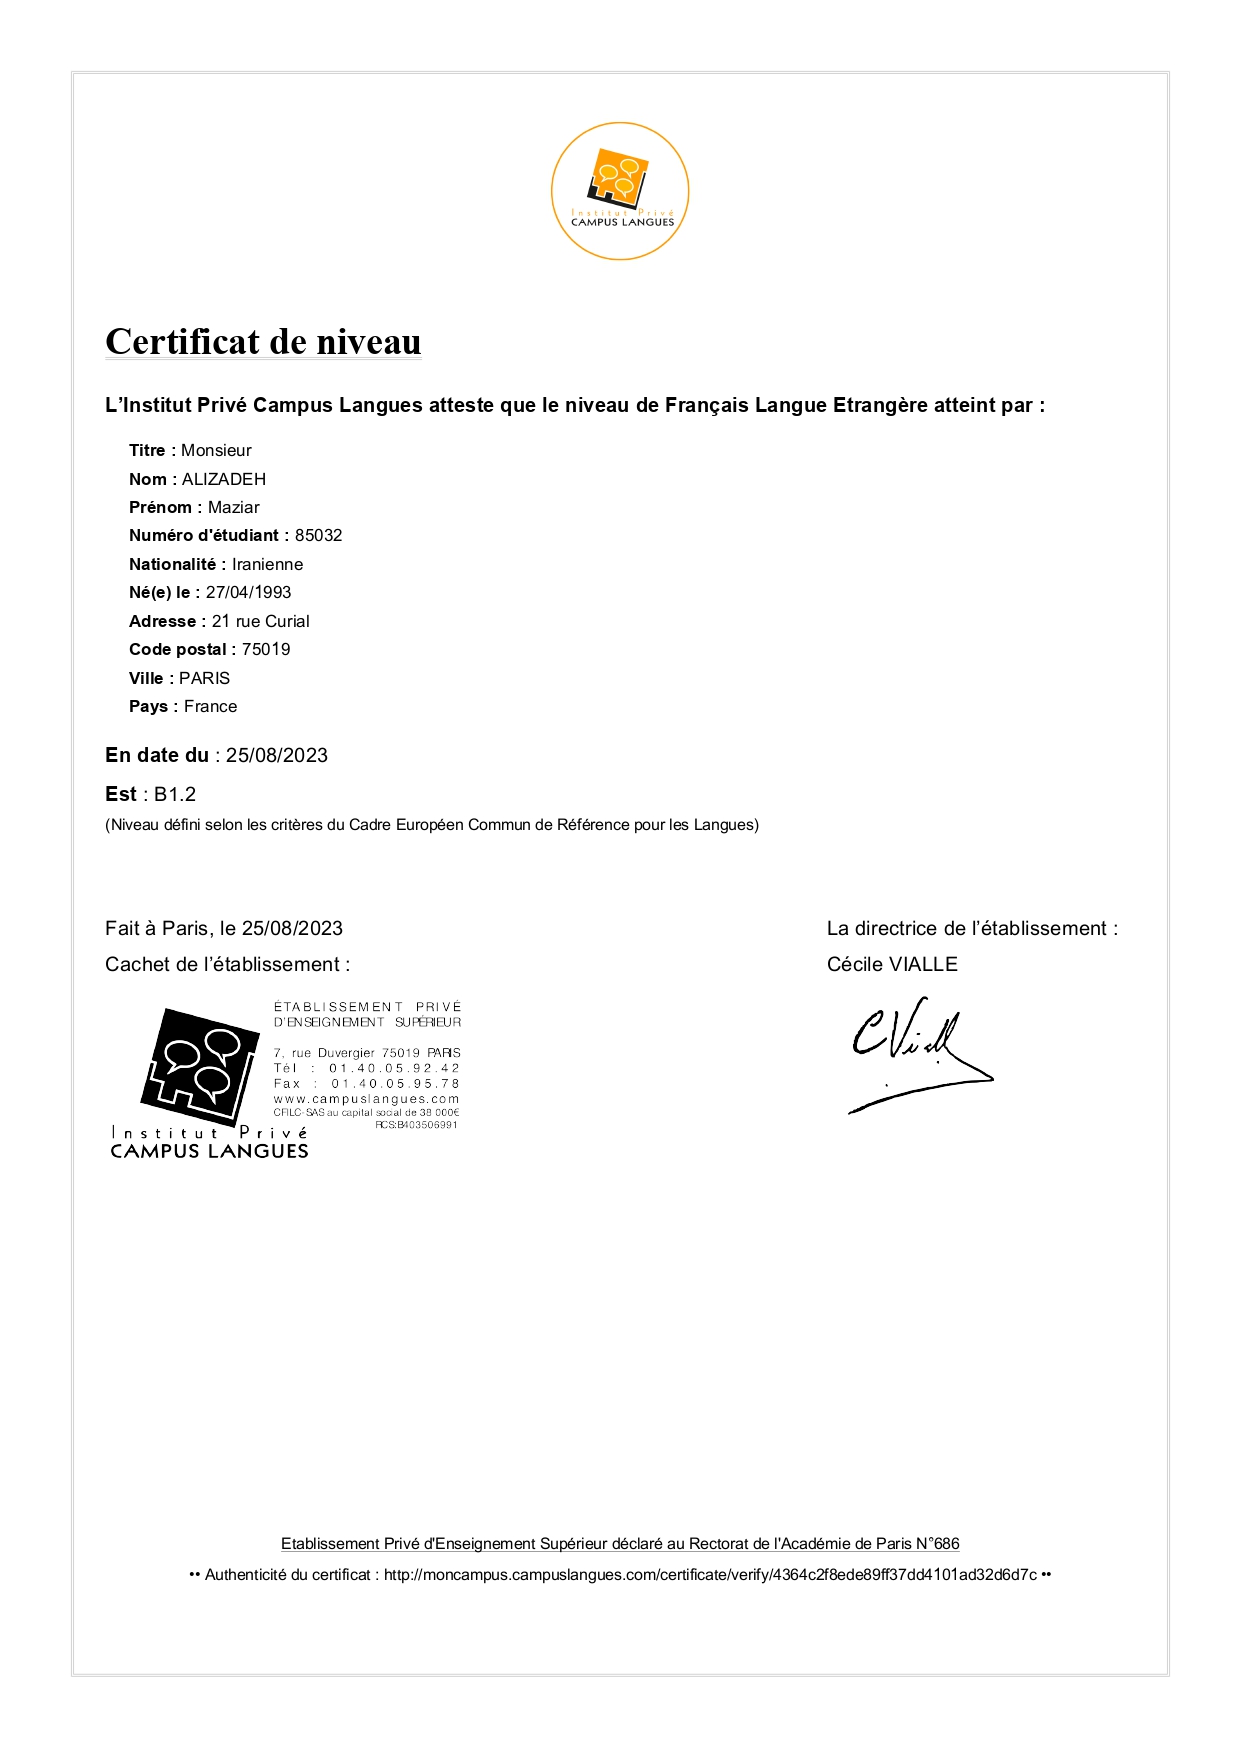 Institut Privé
CAMPUS LANGUES
Certificat de niveau
L’Institut Privé Campus Langues atteste que le niveau de Français Langue Etrangère atteint par :
Titre : Monsieur
Nom : ALIZADEH
Prénom : Maziar
Numéro d'étudiant : 85032
Nationalité : Iranienne
Né(e) le : 27/04/1993
Adresse : 21 rue Curial
Code postal : 75019
Ville : PARIS
Pays : France
En date du : 25/08/2023
Est : B1.2
(Niveau défini selon les critères du Cadre Européen Commun de Référence pour les Langues)
Fait à Paris, le 25/08/2023
Cachet de l’établissement :
La directrice de l’établissement :
Cécile VIALLE
ÉTABLISSEMENT PRIVÉ
D'ENSEIGNEMENT SUPÉRIEUR
7, rue Duvergier 75019 PARIS
Tél : 01.40.05.92.42
Fax : 01.40.05.95.78
www.campuslangues.com
CFILC-SAS au capital social de 38 000€
RCS:B403506991
Institut Privé
CAMPUS LANGUES
CViall
Etablissement Privé d'Enseignement Supérieur déclaré au Rectorat de l'Académie de Paris N°686
•• Authenticité du certificat : http://moncampus.campuslangues.com/certificate/verify/4364c2f8ede89ff37dd4101ad32d6d7c ••